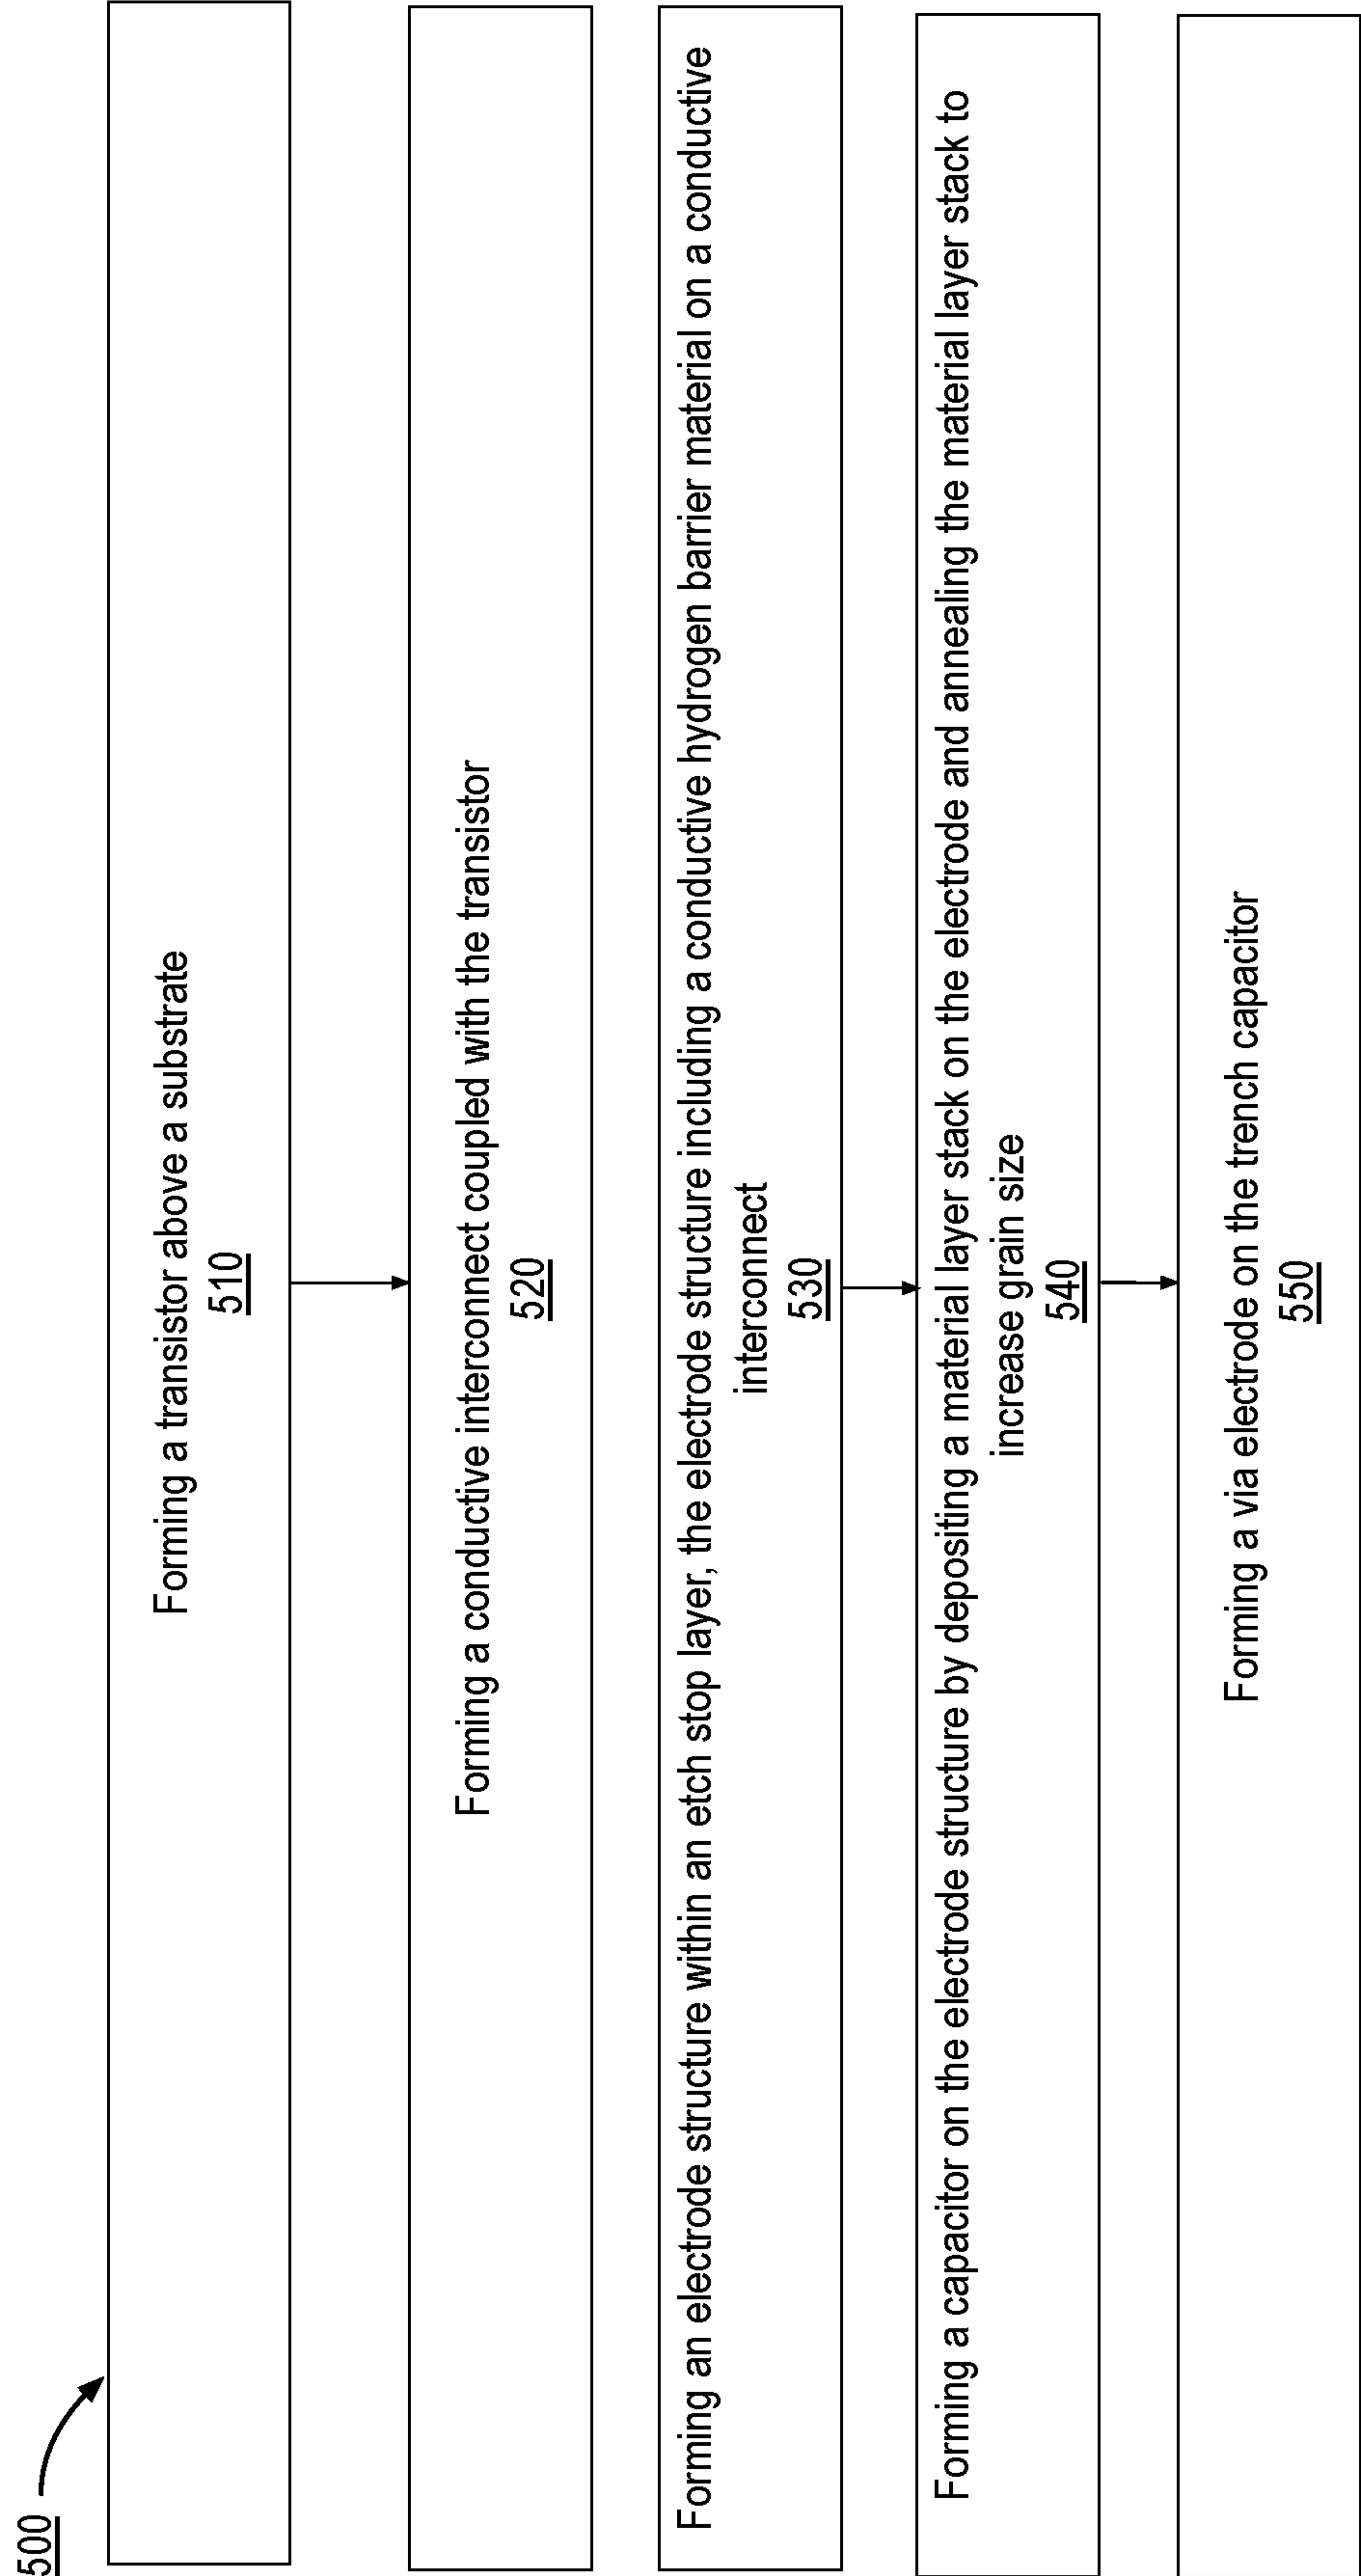 500
Forming a transistor above a substrate
510
Forming a conductive interconnect coupled with the transistor
520
Forming an electrode structure within an etch stop layer, the electrode structure including a conductive hydrogen barrier material on a conductive
interconnect
530
Forming a capacitor on the electrode structure by depositing a material layer stack on the electrode and annealing the material layer stack to
increase grain size
540
Forming a via electrode on the trench capacitor
550